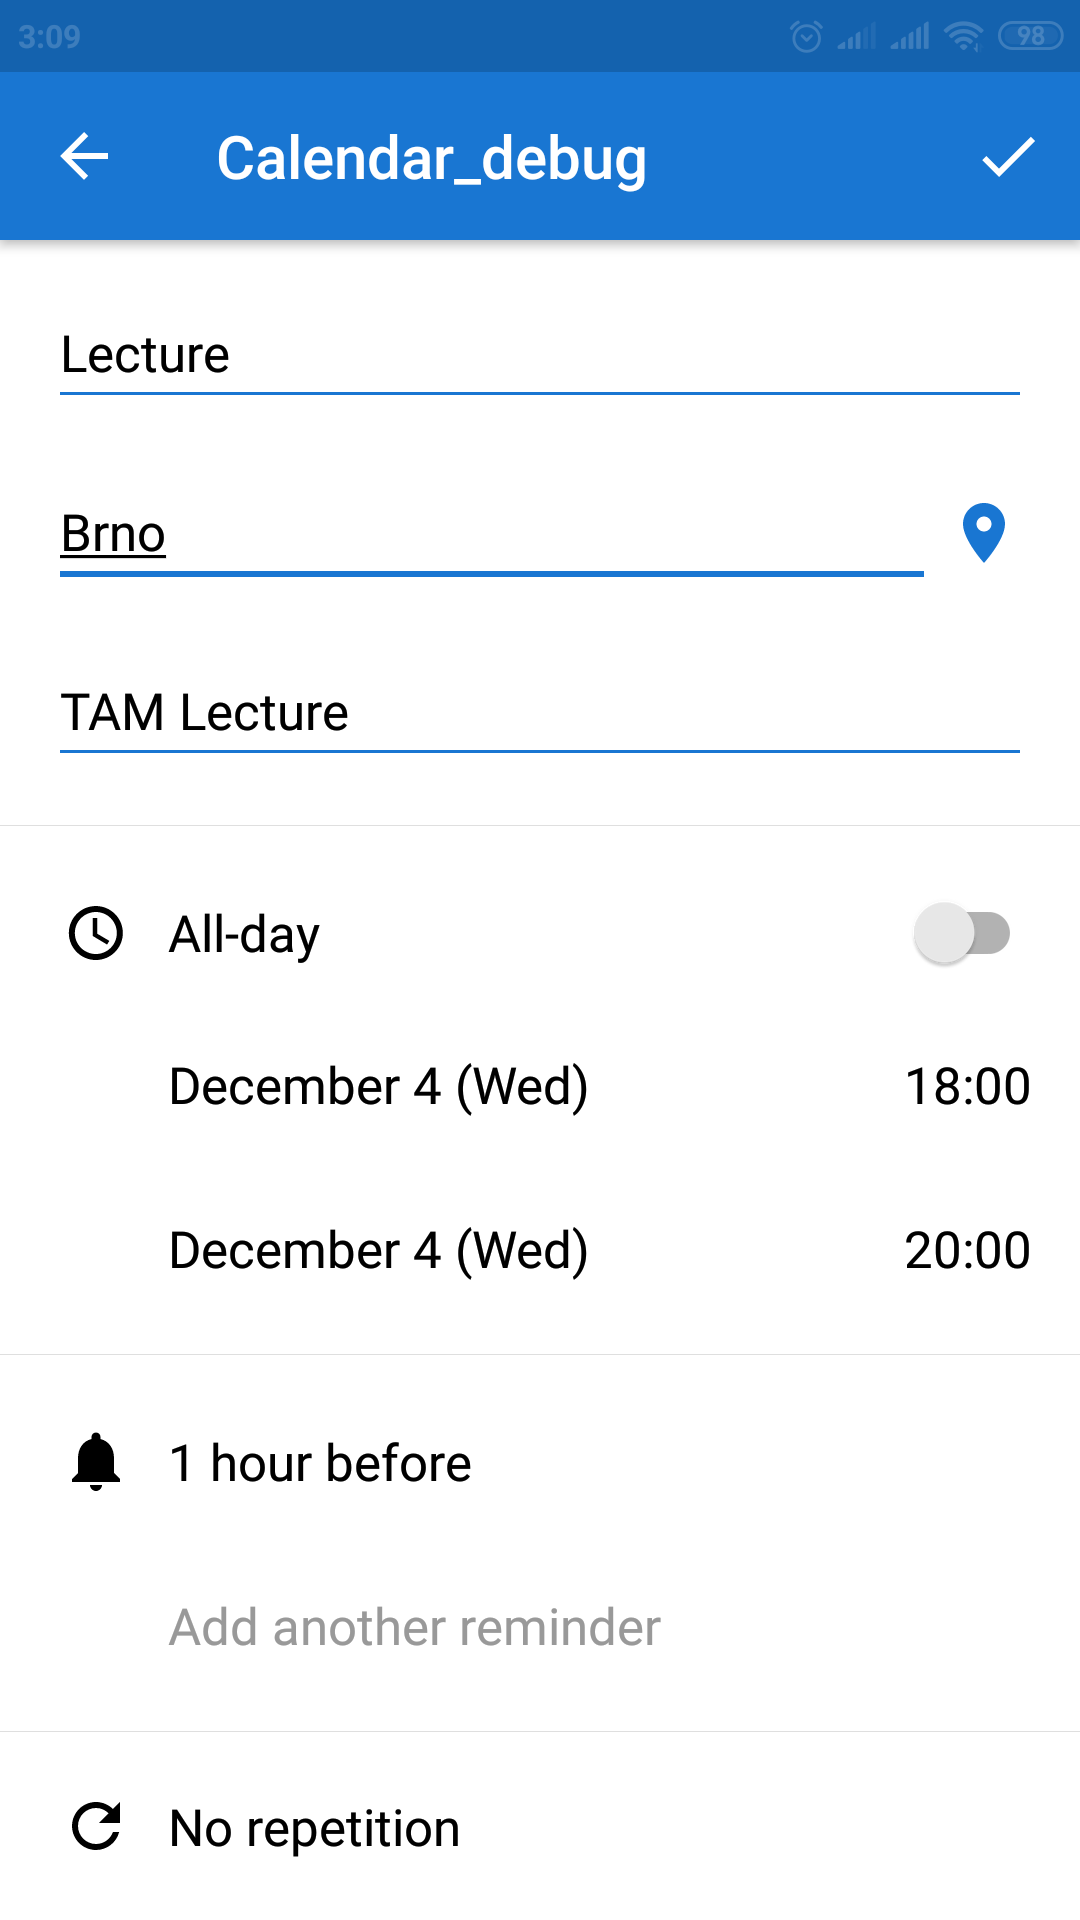 3:09 98
Calendar_debug
Lecture
Brno
TAM Lecture
All-day
December 4 (Wed) 18:00
December 4 (Wed) 20:00
1 hour before
Add another reminder
No repetition